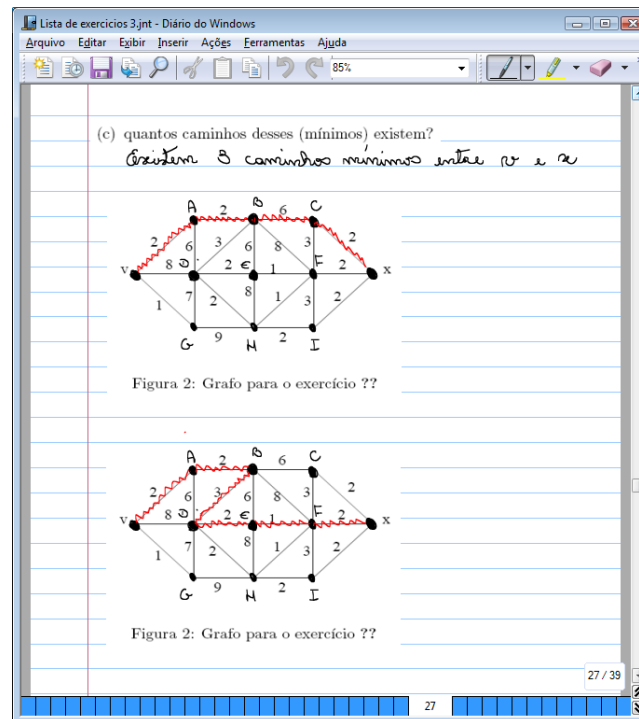 Lista de exercicios 3.jnt - Diário do Windows
Arquivo Editar Exibir Inserir Ações Ferramentas Ajuda
85%
(c) quantos caminhos desses (mínimos) existem?
Existem 3 caminhos mínimos entre v e x
A 2 B 6 C
2 6 3 6 8 3 2
v 8 D 2 E 1 F 2 x
1 7 2 8 1 3 2
G 9 H 2 I
Figura 2: Grafo para o exercício ??
A 2 B 6 C
2 6 3 6 8 3 2
v 8 D 2 E 1 F 2 x
1 7 2 8 1 3 2
G 9 H 2 I
Figura 2: Grafo para o exercício ??
27 / 39
27